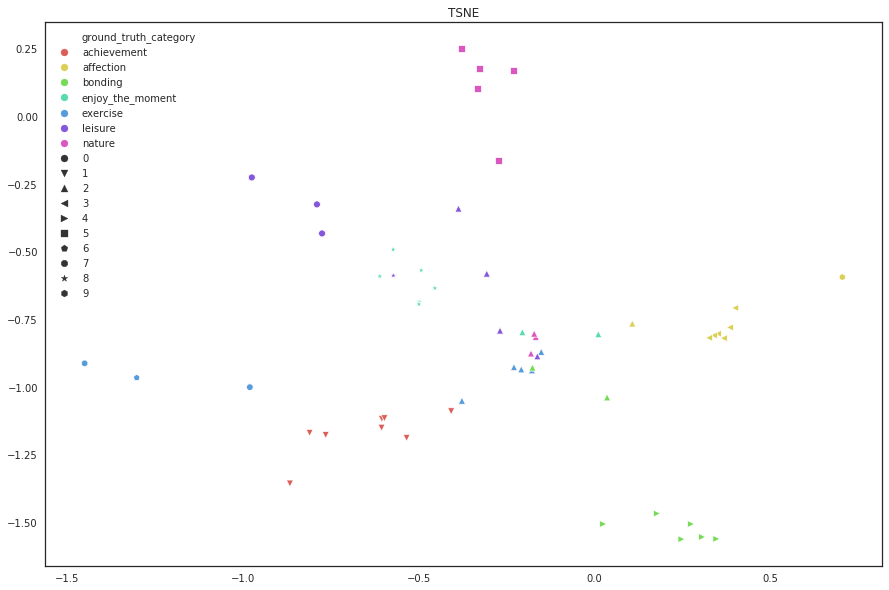 TSNE
ground_truth_category
achievement
affection
bonding
enjoy_the_moment
exercise
leisure
nature
0
1
2
3
4
5
6
7
8
9
0.25
0.00
−0.25
−0.50
−0.75
−1.00
−1.25
−1.50
−1.5
−1.0
−0.5
0.0
0.5